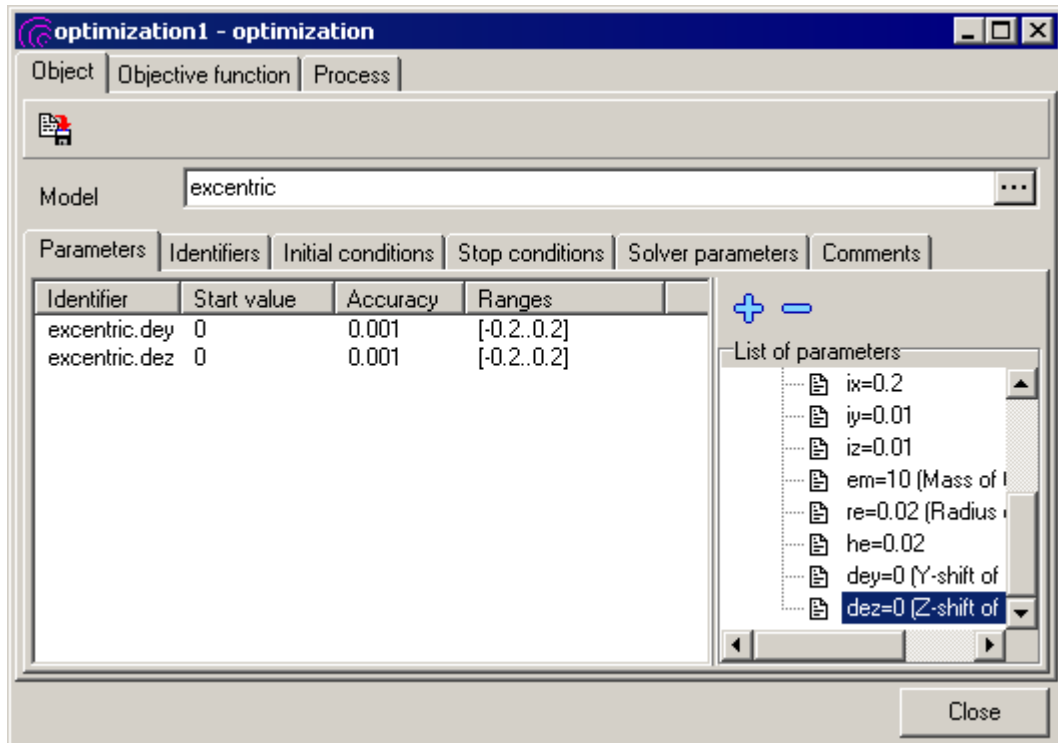 optimization1 - optimization
Object Objective function Process
Model excentric ...
Parameters Identifiers Initial conditions Stop conditions Solver parameters Comments
Identifier Start value Accuracy Ranges
excentric.dey 0 0.001 [-0.2..0.2]
excentric.dez 0 0.001 [-0.2..0.2]
List of parameters
ix=0.2
iy=0.01
iz=0.01
em=10 (Mass of
re=0.02 (Radius
he=0.02
dey=0 (Y-shift of
dez=0 (Z-shift of
Close